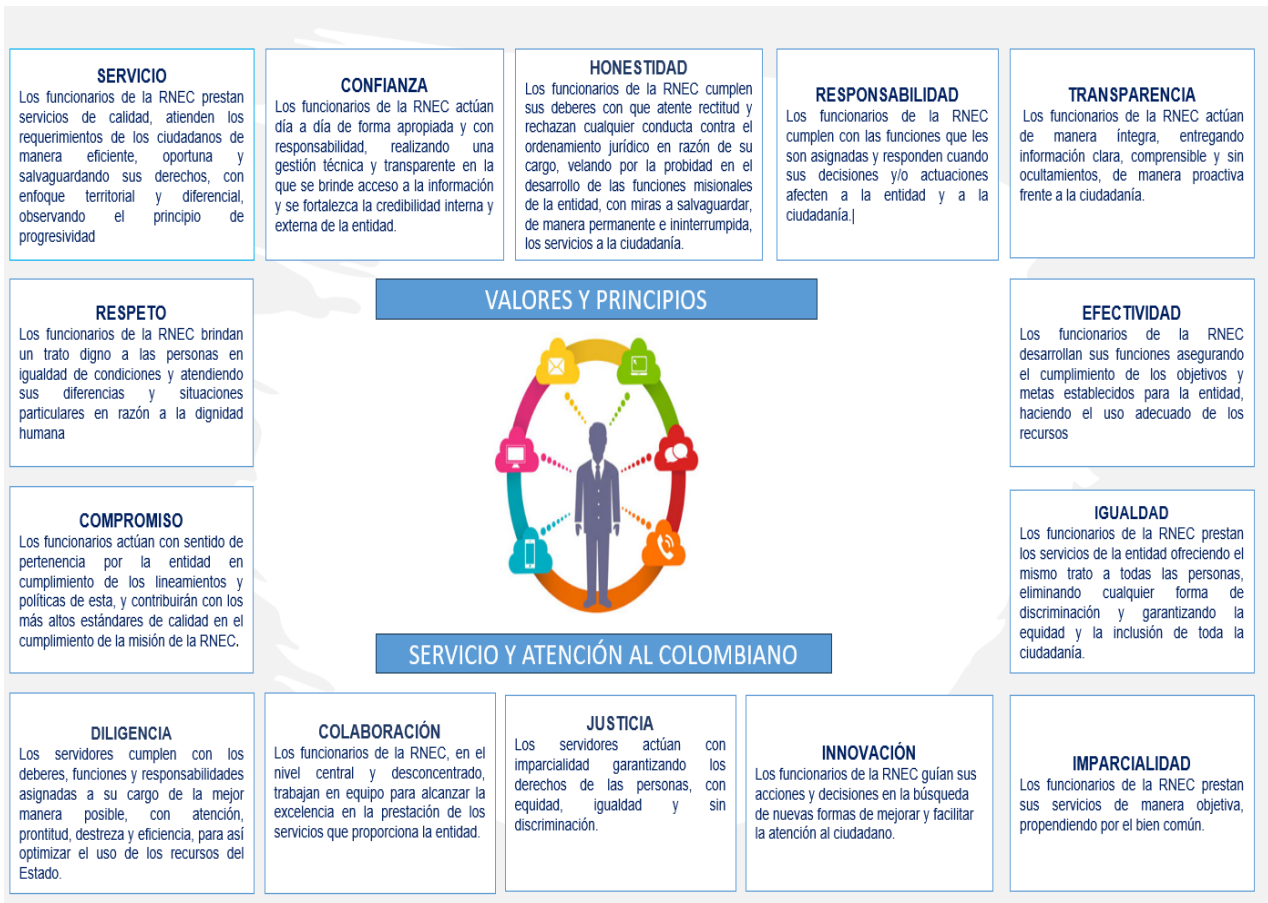 SERVICIO
Los funcionarios de la RNEC prestan
servicios de calidad, atienden los
requerimientos de los ciudadanos de
manera eficiente, oportuna y
salvaguardando sus derechos, con
enfoque territorial y diferencial,
observando el principio de
progresividad
CONFIANZA
Los funcionarios de la RNEC actúan
día a día de forma apropiada y con
responsabilidad, realizando una
gestión técnica y transparente en la
que se brinde acceso a la información
y se fortalezca la credibilidad interna y
externa de la entidad.
HONESTIDAD
Los funcionarios de la RNEC cumplen
sus deberes con que atente rectitud y
rechazan cualquier conducta contra el
ordenamiento jurídico en razón de su
cargo, velando por la probidad en el
desarrollo de las funciones misionales
de la entidad, con miras a salvaguardar,
de manera permanente e ininterrumpida,
los servicios a la ciudadanía.
RESPONSABILIDAD
Los funcionarios de la RNEC
cumplen con las funciones que les
son asignadas y responden cuando
sus decisiones y/o actuaciones
afecten a la entidad y a la
ciudadanía.
TRANSPARENCIA
Los funcionarios de la RNEC actúan
de manera íntegra, entregando
información clara, comprensible y sin
ocultamientos, de manera proactiva
frente a la ciudadanía.
RESPETO
Los funcionarios de la RNEC brindan
un trato digno a las personas en
igualdad de condiciones y atendiendo
sus diferencias y situaciones
particulares en razón a la dignidad
humana
VALORES Y PRINCIPIOS
EFECTIVIDAD
Los funcionarios de la RNEC
desarrollan sus funciones asegurando
el cumplimiento de los objetivos y
metas establecidos para la entidad,
haciendo el uso adecuado de los
recursos
COMPROMISO
Los funcionarios actúan con sentido de
pertenencia por la entidad en
cumplimiento de los lineamientos y
políticas de esta, y contribuirán con los
más altos estándares de calidad en el
cumplimiento de la misión de la RNEC.
SERVICIO Y ATENCIÓN AL COLOMBIANO
IGUALDAD
Los funcionarios de la RNEC prestan
los servicios de la entidad ofreciendo el
mismo trato a todas las personas,
eliminando cualquier forma de
discriminación y garantizando la
equidad y la inclusión de toda la
ciudadanía.
DILIGENCIA
Los servidores cumplen con los
deberes, funciones y responsabilidades
asignadas a su cargo de la mejor
manera posible, con atención,
prontitud, destreza y eficiencia, para así
optimizar el uso de los recursos del
Estado.
COLABORACIÓN
Los funcionarios de la RNEC, en el
nivel central y desconcentrado,
trabajan en equipo para alcanzar la
excelencia en la prestación de los
servicios que proporciona la entidad.
JUSTICIA
Los servidores actúan con
imparcialidad garantizando los
derechos de las personas, con
equidad, igualdad y sin
discriminación.
INNOVACIÓN
Los funcionarios de la RNEC guían sus
acciones y decisiones en la búsqueda
de nuevas formas de mejorar y facilitar
la atención al ciudadano.
IMPARCIALIDAD
Los funcionarios de la RNEC prestan
sus servicios de manera objetiva,
propendiendo por el bien común.